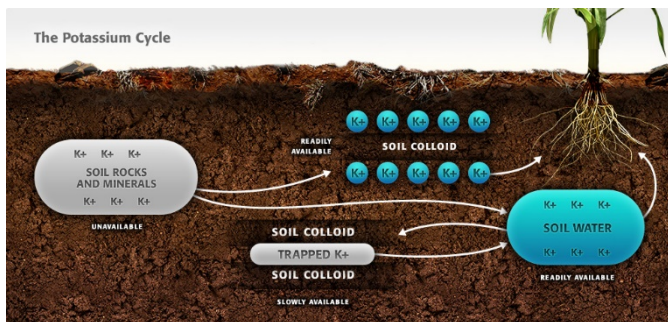 The Potassium Cycle
K+ K+ K+ K+ K+
READILY
AVAILABLE
SOIL COLLOID
K+ K+ K+ K+ K+
K+ K+ K+
SOIL ROCKS
AND MINERALS
K+ K+ K+
UNAVAILABLE
K+ K+ K+
SOIL WATER
K+ K+ K+
READILY AVAILABLE
SOIL COLLOID
TRAPPED K+
SOIL COLLOID
SLOWLY AVAILABLE